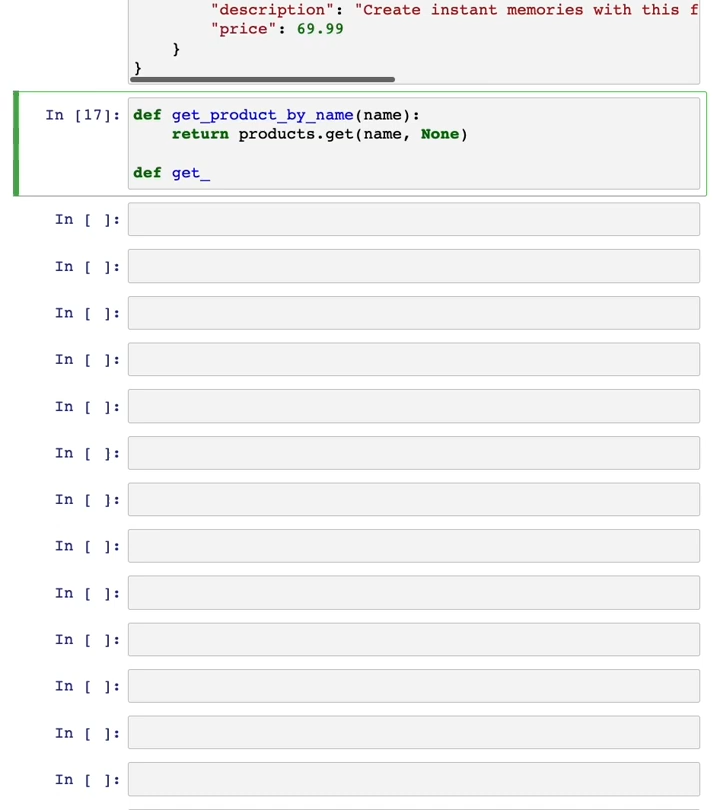 "description": "Create instant memories with this f
"price": 69.99
}
}
In [17]: def get_product_by_name(name):
return products.get(name, None)
def get_
In [ ]:
In [ ]:
In [ ]:
In [ ]:
In [ ]:
In [ ]:
In [ ]:
In [ ]:
In [ ]:
In [ ]:
In [ ]:
In [ ]:
In [ ]: